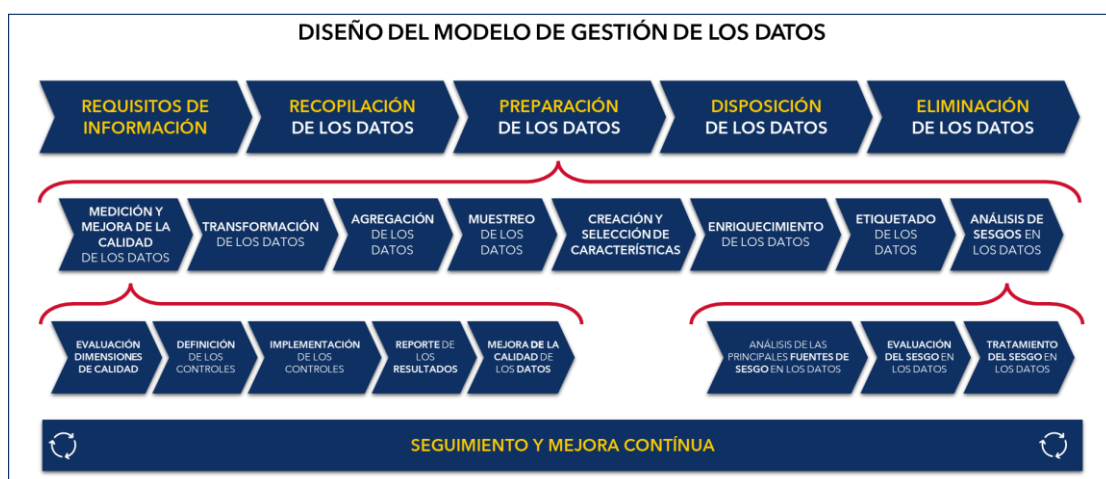 DISEÑO DEL MODELO DE GESTIÓN DE LOS DATOS
REQUISITOS DE
INFORMACIÓN
RECOPILACIÓN
DE LOS DATOS
PREPARACIÓN
DE LOS DATOS
DISPOSICIÓN
DE LOS DATOS
ELIMINACIÓN
DE LOS DATOS
MEDICIÓN Y
MEJORA DE LA
CALIDAD
DE LOS DATOS
TRANSFORMACIÓN
DE LOS DATOS
AGREGACIÓN
DE LOS
DATOS
MUESTREO
DE LOS
DATOS
CREACIÓN Y
SELECCIÓN DE
CARACTERÍSTICAS
ENRIQUECIMIENTO
DE LOS DATOS
ETIQUETADO
DE LOS
DATOS
ANÁLISIS DE
SESGOS EN
LOS DATOS
EVALUACIÓN
DIMENSIONES
DE CALIDAD
DEFINICIÓN
DE LOS
CONTROLES
IMPLEMENTACIÓN
DE LOS
CONTROLES
REPORTE DE
LOS
RESULTADOS
MEJORA DE LA
CALIDAD DE
LOS DATOS
ANÁLISIS DE LAS
PRINCIPALES FUENTES DE
SESGO EN LOS DATOS
EVALUACIÓN
DEL SESGO EN
LOS DATOS
TRATAMIENTO
DEL SESGO EN
LOS DATOS
SEGUIMIENTO Y MEJORA CONTÍNUA